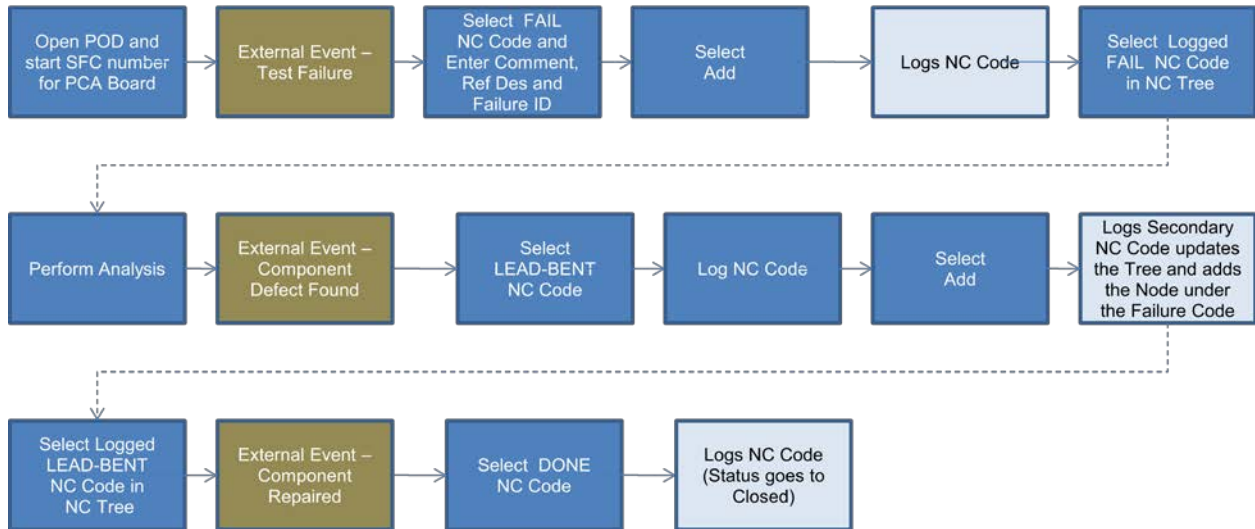 Open POD and
start SFC number
for PCA Board
External Event –
Test Failure
Select FAIL
NC Code and
Enter Comment,
Ref Des and
Failure ID
Select
Add
Logs NC Code
Select Logged
FAIL NC Code
in NC Tree
Perform Analysis
External Event –
Component
Defect Found
Select
LEAD-BENT
NC Code
Log NC Code
Select
Add
Logs Secondary
NC Code updates
the Tree and adds
the Node under
the Failure Code
Select Logged
LEAD-BENT
NC Code in
NC Tree
External Event –
Component
Repaired
Select DONE
NC Code
Logs NC Code
(Status goes to
Closed)